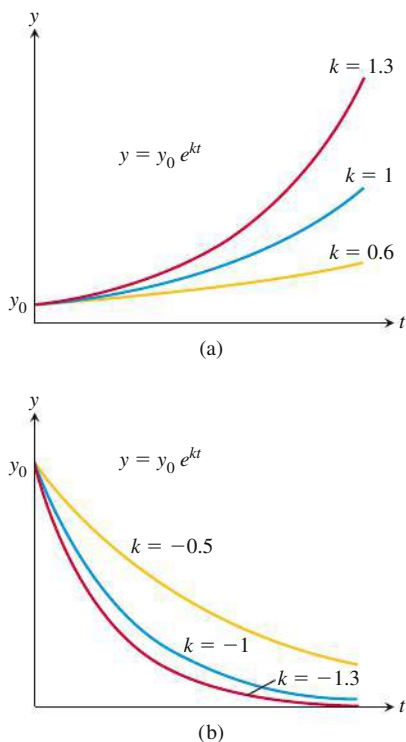 y
k = 1.3
y = y₀ eᵏᵗ
k = 1
k = 0.6
y₀
t
(a)
y
y = y₀ eᵏᵗ
y₀
k = −0.5
k = −1
k = −1.3
t
(b)